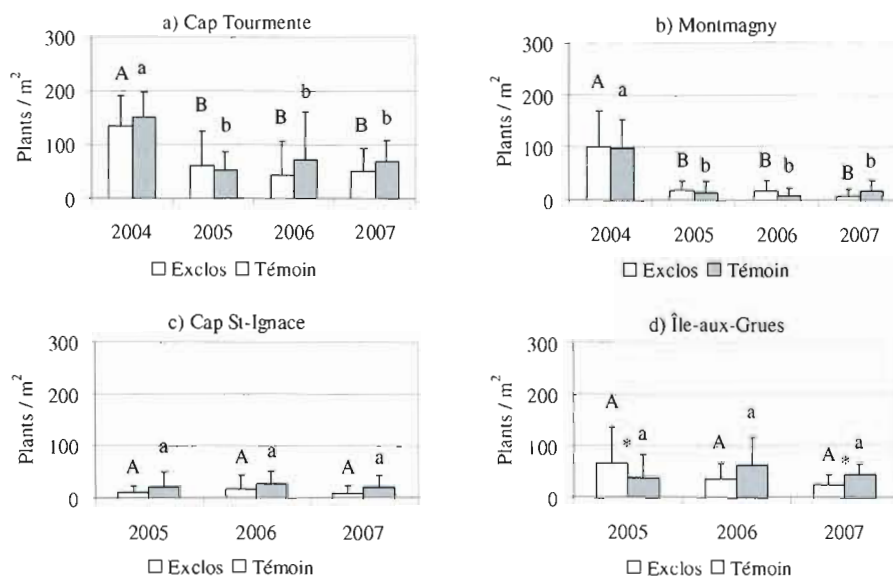 a) Cap Tourmente
Plants / m²
300
200
100
0
A a
B b
B b
B b
2004 2005 2006 2007
□ Exclos □ Témoin
b) Montmagny
Plants / m²
300
200
100
0
A a
B b
B b
B b
2004 2005 2006 2007
□ Exclos □ Témoin
c) Cap St-Ignace
Plants / m²
300
200
100
0
A a
A a
A a
2005 2006 2007
□ Exclos □ Témoin
d) Île-aux-Grues
Plants / m²
300
200
100
0
A * a
A a
A * a
2005 2006 2007
□ Exclos □ Témoin